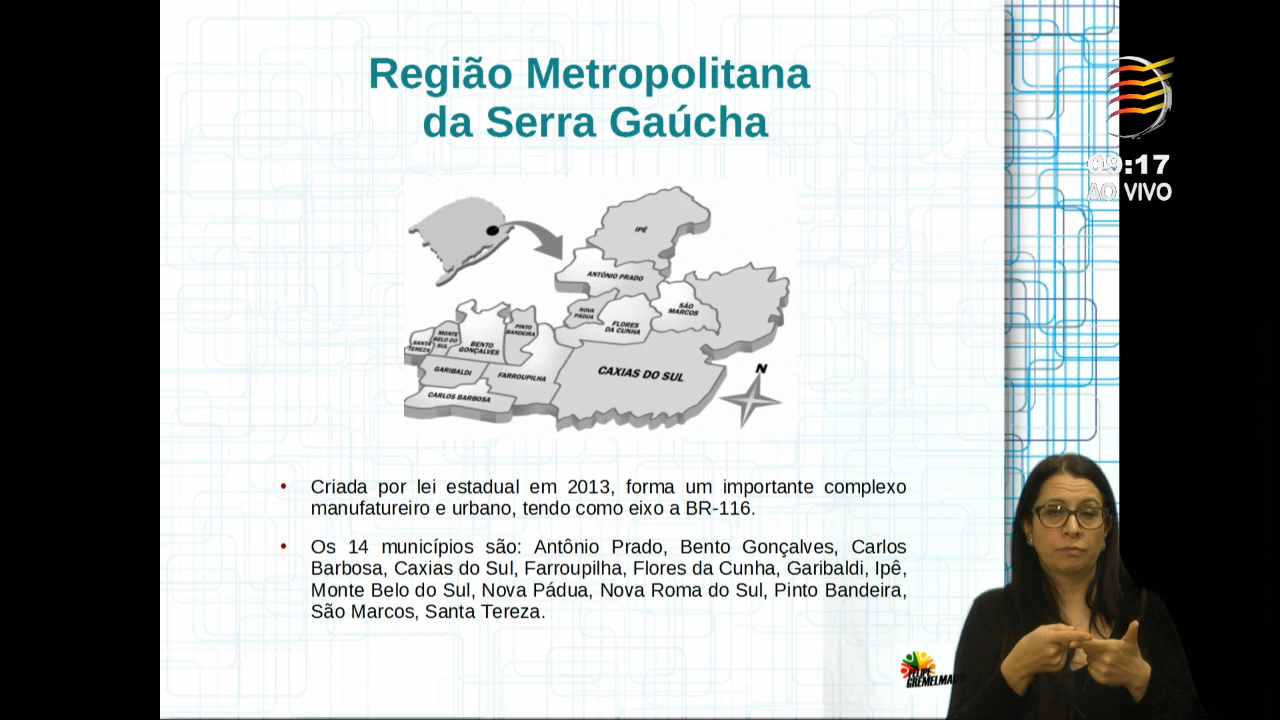 Região Metropolitana
da Serra Gaúcha
09:17
AO VIVO
IPÊ
ANTÔNIO PRADO
NOVA
PÁDUA
FLORES
DA CUNHA
SÃO
MARCOS
PINTO
BANDEIRA
MONTE
BELO DO
SUL
SANTA
TEREZA
BENTO
GONÇALVES
GARIBALDI
FARROUPILHA
CARLOS BARBOSA
CAXIAS DO SUL
N
• Criada por lei estadual em 2013, forma um importante complexo
manufatureiro e urbano, tendo como eixo a BR-116.
• Os 14 municípios são: Antônio Prado, Bento Gonçalves, Carlos
Barbosa, Caxias do Sul, Farroupilha, Flores da Cunha, Garibaldi, Ipê,
Monte Belo do Sul, Nova Pádua, Nova Roma do Sul, Pinto Bandeira,
São Marcos, Santa Tereza.
FELIPE